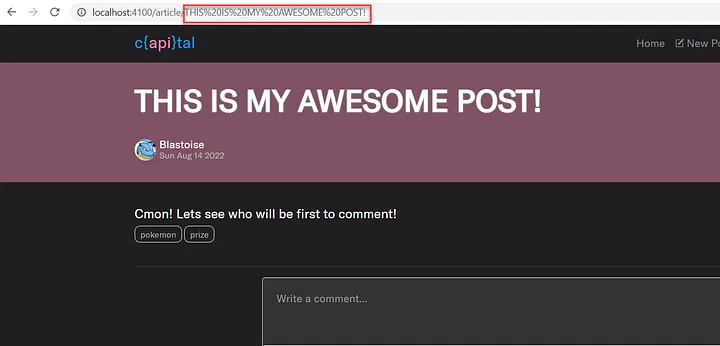 localhost:4100/article/THIS%20IS%20MY%20AWESOME%20POST!
c{api}tal
Home
New Po
THIS IS MY AWESOME POST!
Blastoise
Sun Aug 14 2022
Cmon! Lets see who will be first to comment!
pokemon prize
Write a comment...